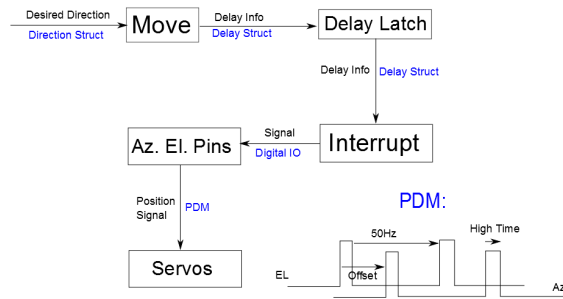 Desired Direction
Direction Struct
Move
Delay Info
Delay Struct
Delay Latch
Delay Info
Delay Struct
Interrupt
Signal
Digital IO
Az. El. Pins
Position
Signal
PDM
Servos
PDM:
50Hz
High Time
Offset
EL
Az